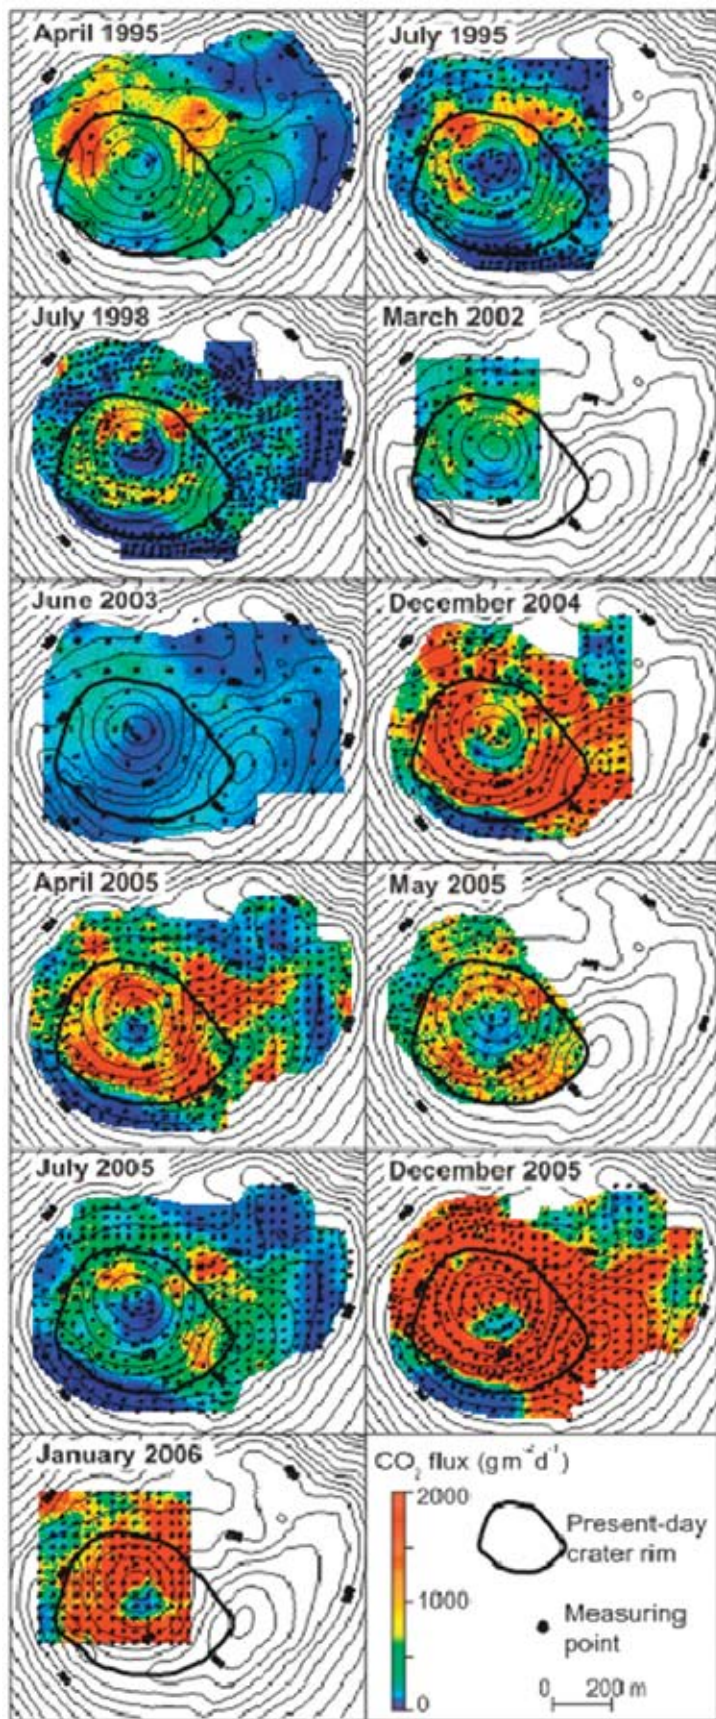 April 1995
July 1995
July 1998
March 2002
June 2003
December 2004
April 2005
May 2005
July 2005
December 2005
January 2006
CO₂ flux (g m⁻² d⁻¹)
2000
1000
0
Present-day
crater rim
Measuring
point
0 200 m